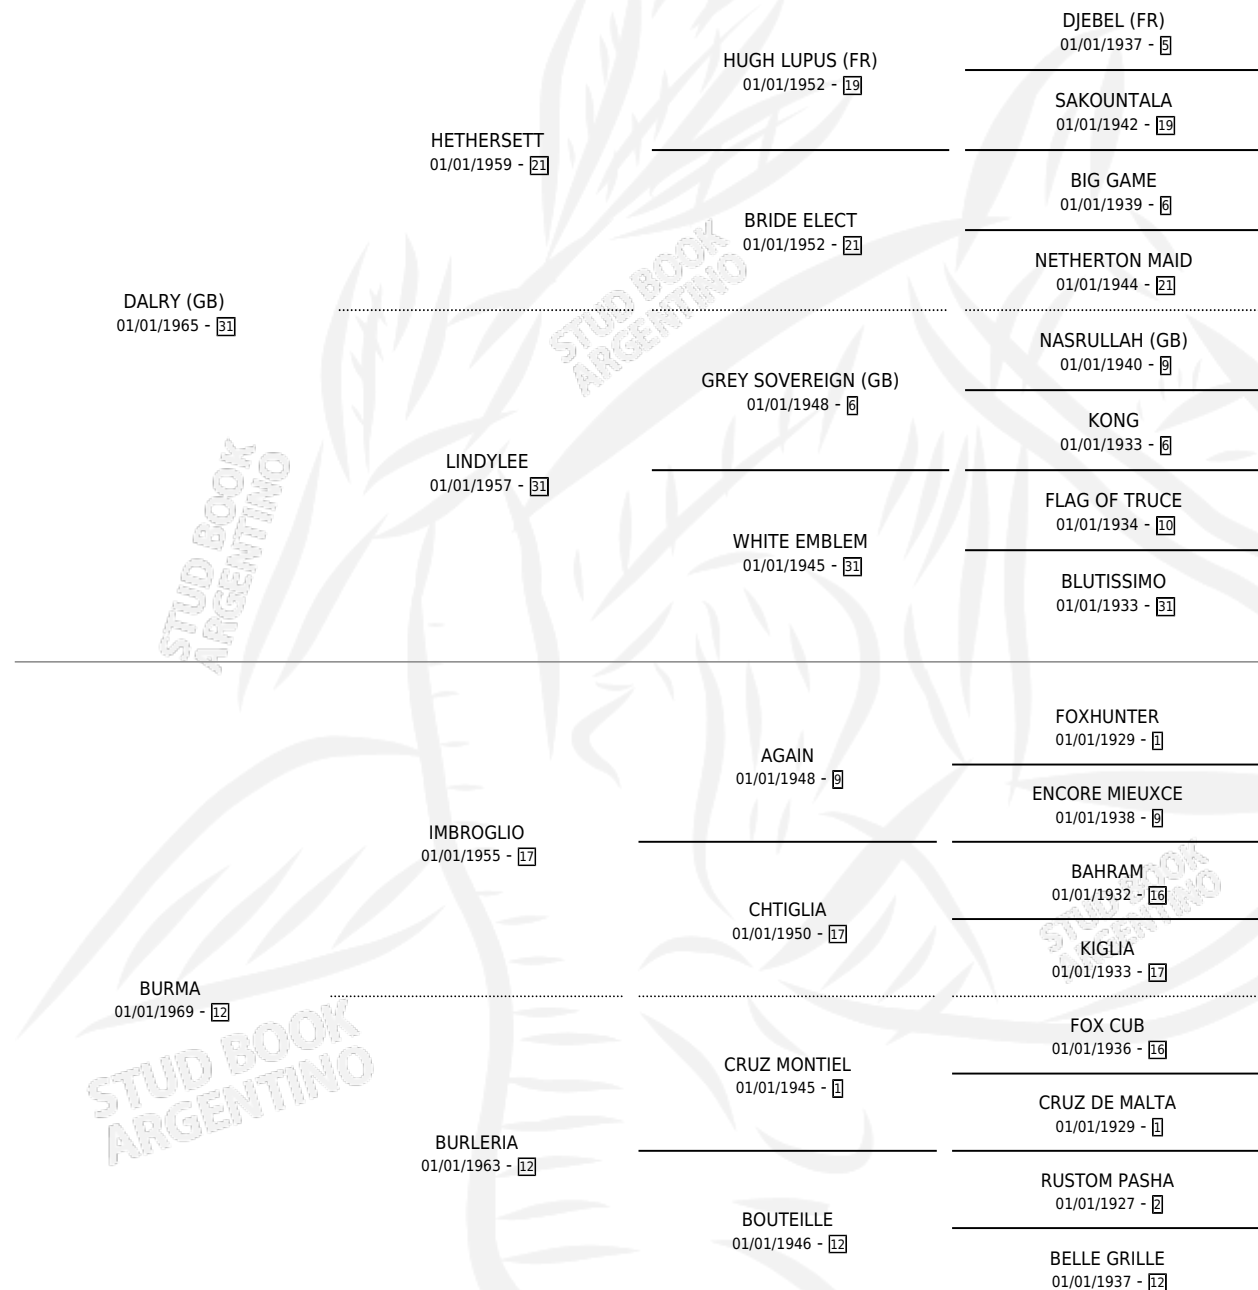 DJEBEL (FR)
01/01/1937 - 5
HUGH LUPUS (FR)
01/01/1952 - 19
SAKOUNTALA
01/01/1942 - 19
HETHERSETT
01/01/1959 - 21
BIG GAME
01/01/1939 - 6
BRIDE ELECT
01/01/1952 - 21
NETHERTON MAID
01/01/1944 - 21
DALRY (GB)
01/01/1965 - 31
STUD BOOK
ARGENTINO
NASRULLAH (GB)
01/01/1940 - 9
GREY SOVEREIGN (GB)
01/01/1948 - 6
KONG
01/01/1933 - 6
LINDYLEE
01/01/1957 - 31
FLAG OF TRUCE
01/01/1934 - 10
WHITE EMBLEM
01/01/1945 - 31
BLUTISSIMO
01/01/1933 - 31
STUD BOOK
ARGENTINO
FOXHUNTER
01/01/1929 - 1
AGAIN
01/01/1948 - 9
ENCORE MIEUXCE
01/01/1938 - 9
IMBROGLIO
01/01/1955 - 17
BAHRAM
01/01/1932 - 16
CHTIGLIA
01/01/1950 - 17
STUD BOOK
ARGENTINO
KIGLIA
01/01/1933 - 17
BURMA
01/01/1969 - 12
FOX CUB
01/01/1936 - 16
CRUZ MONTIEL
01/01/1945 - 1
STUD BOOK
ARGENTINO
CRUZ DE MALTA
01/01/1929 - 1
BURLERIA
01/01/1963 - 12
RUSTOM PASHA
01/01/1927 - 2
BOUTEILLE
01/01/1946 - 12
BELLE GRILLE
01/01/1937 - 12